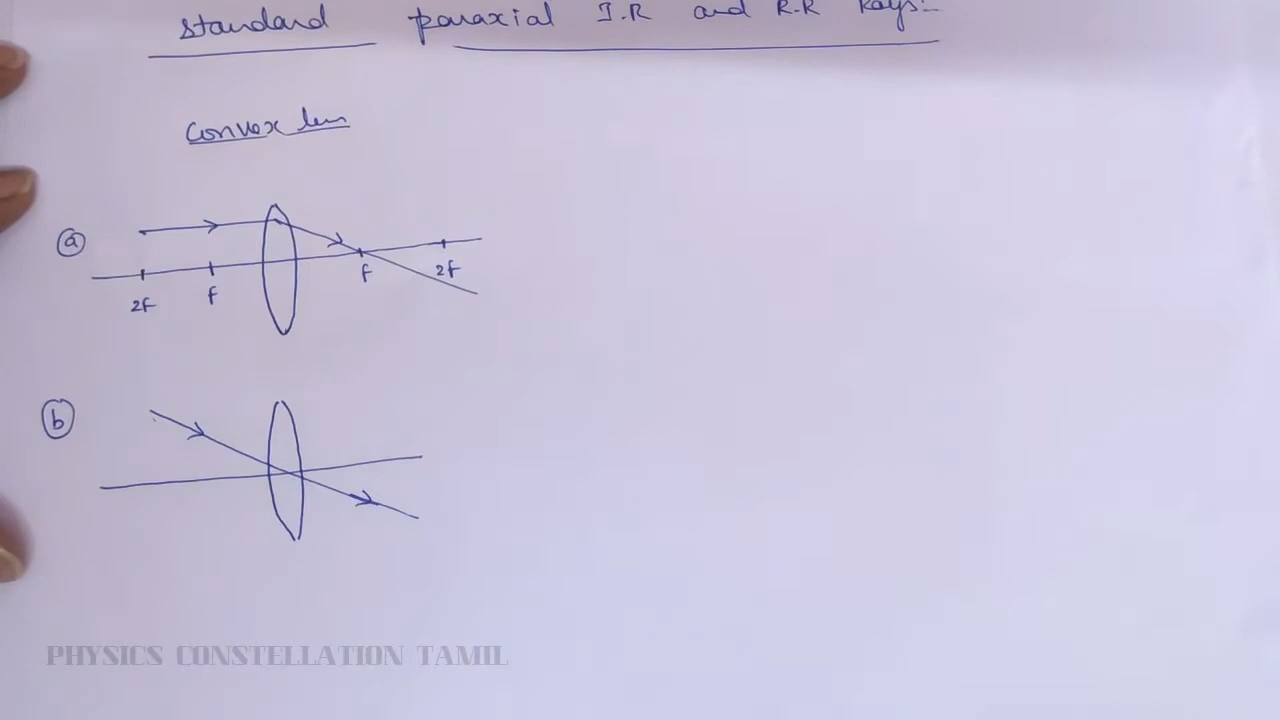 standard paraxial I.R and R.R Rays:-
Convex lens
a
2f f f 2f
b
PHYSICS CONSTELLATION TAMIL